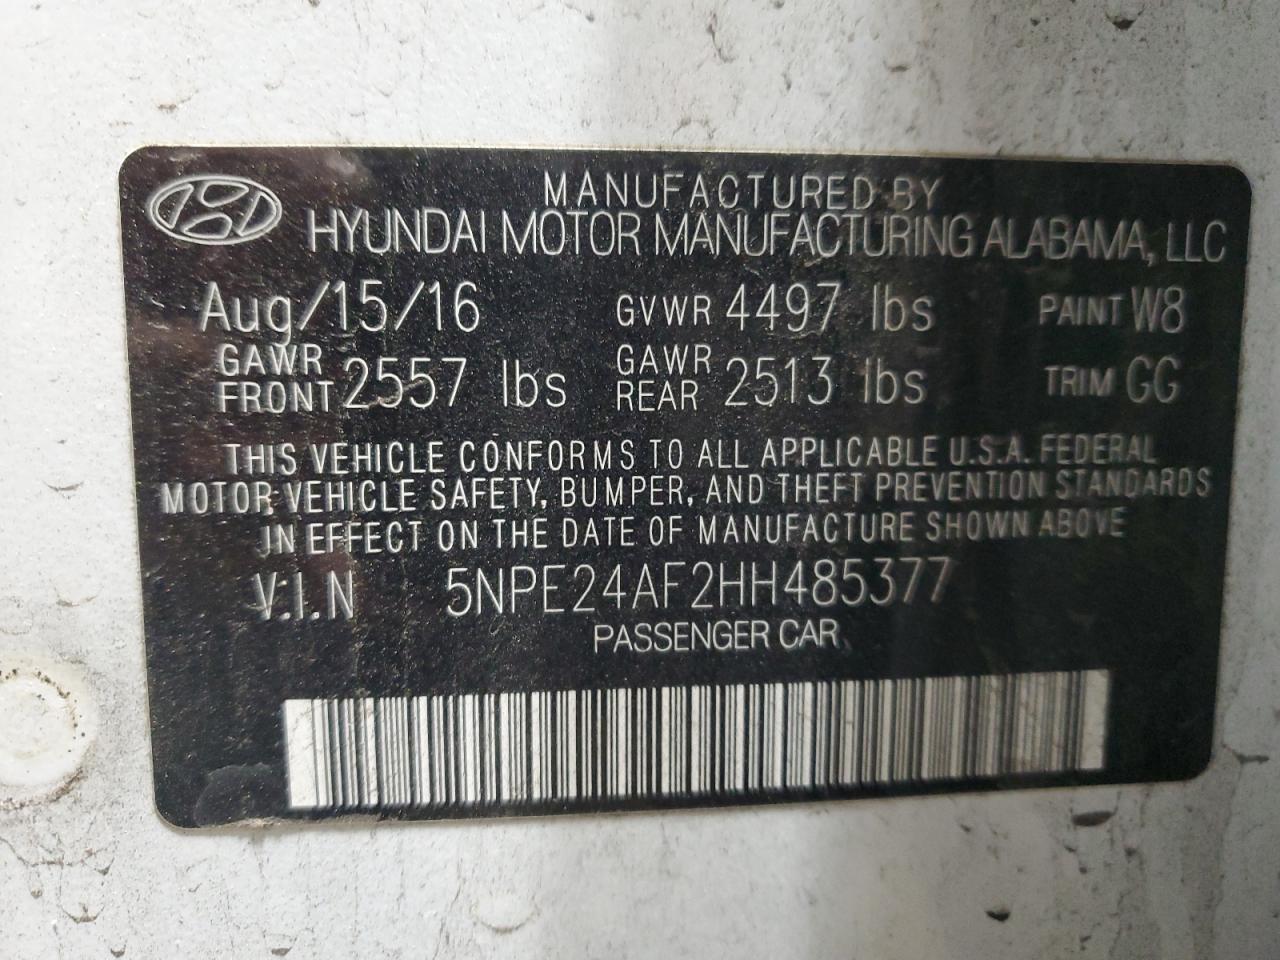 MANUFACTURED BY
HYUNDAI MOTOR MANUFACTURING ALABAMA, LLC
Aug/15/16 GVWR 4497 lbs PAINT W8
GAWR FRONT 2557 lbs GAWR REAR 2513 lbs TRIM GG
THIS VEHICLE CONFORMS TO ALL APPLICABLE U.S.A. FEDERAL
MOTOR VEHICLE SAFETY, BUMPER, AND THEFT PREVENTION STANDARDS
IN EFFECT ON THE DATE OF MANUFACTURE SHOWN ABOVE
V.I.N 5NPE24AF2HH485377
PASSENGER CAR